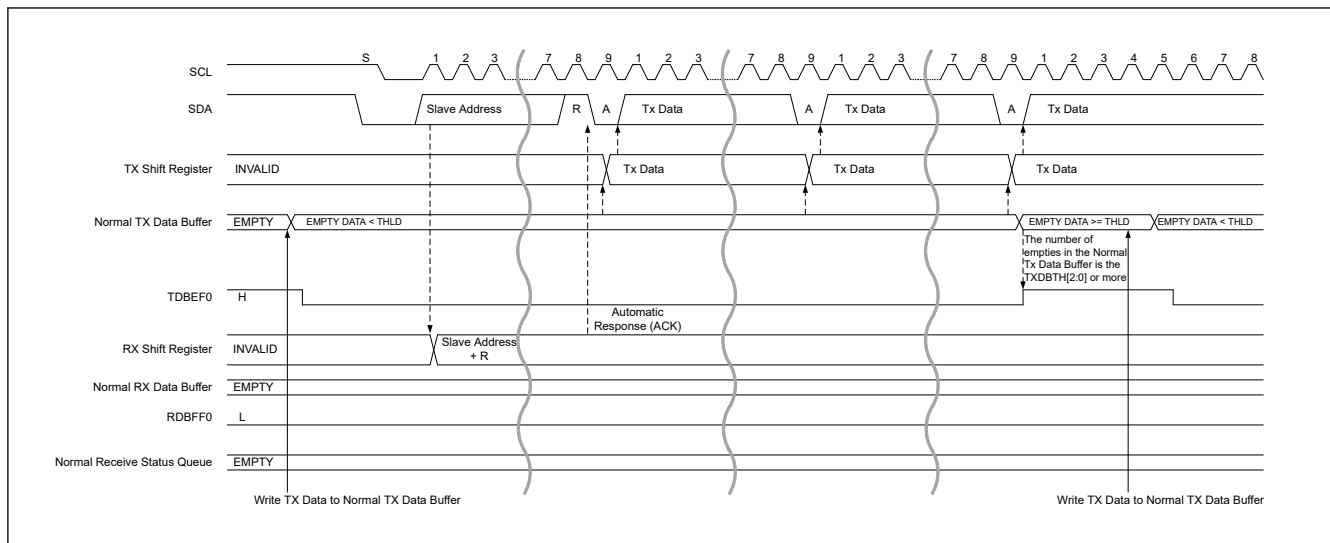 S 1 2 3 7 8 9 1 2 3 7 8 9 1 2 3 7 8 9 1 2 3 4 5 6 7 8
SCL
SDA Slave Address R A Tx Data A Tx Data A Tx Data
TX Shift Register INVALID Tx Data Tx Data Tx Data
Normal TX Data Buffer EMPTY EMPTY DATA < THLD EMPTY DATA >= THLD EMPTY DATA < THLD
The number of
empties in the Normal
Tx Data Buffer is the
TXDBTH[2:0] or more
TDBEF0 H
Automatic
Response (ACK)
RX Shift Register INVALID Slave Address
+ R
Normal RX Data Buffer EMPTY
RDBFF0 L
Normal Receive Status Queue EMPTY
Write TX Data to Normal TX Data Buffer Write TX Data to Normal TX Data Buffer